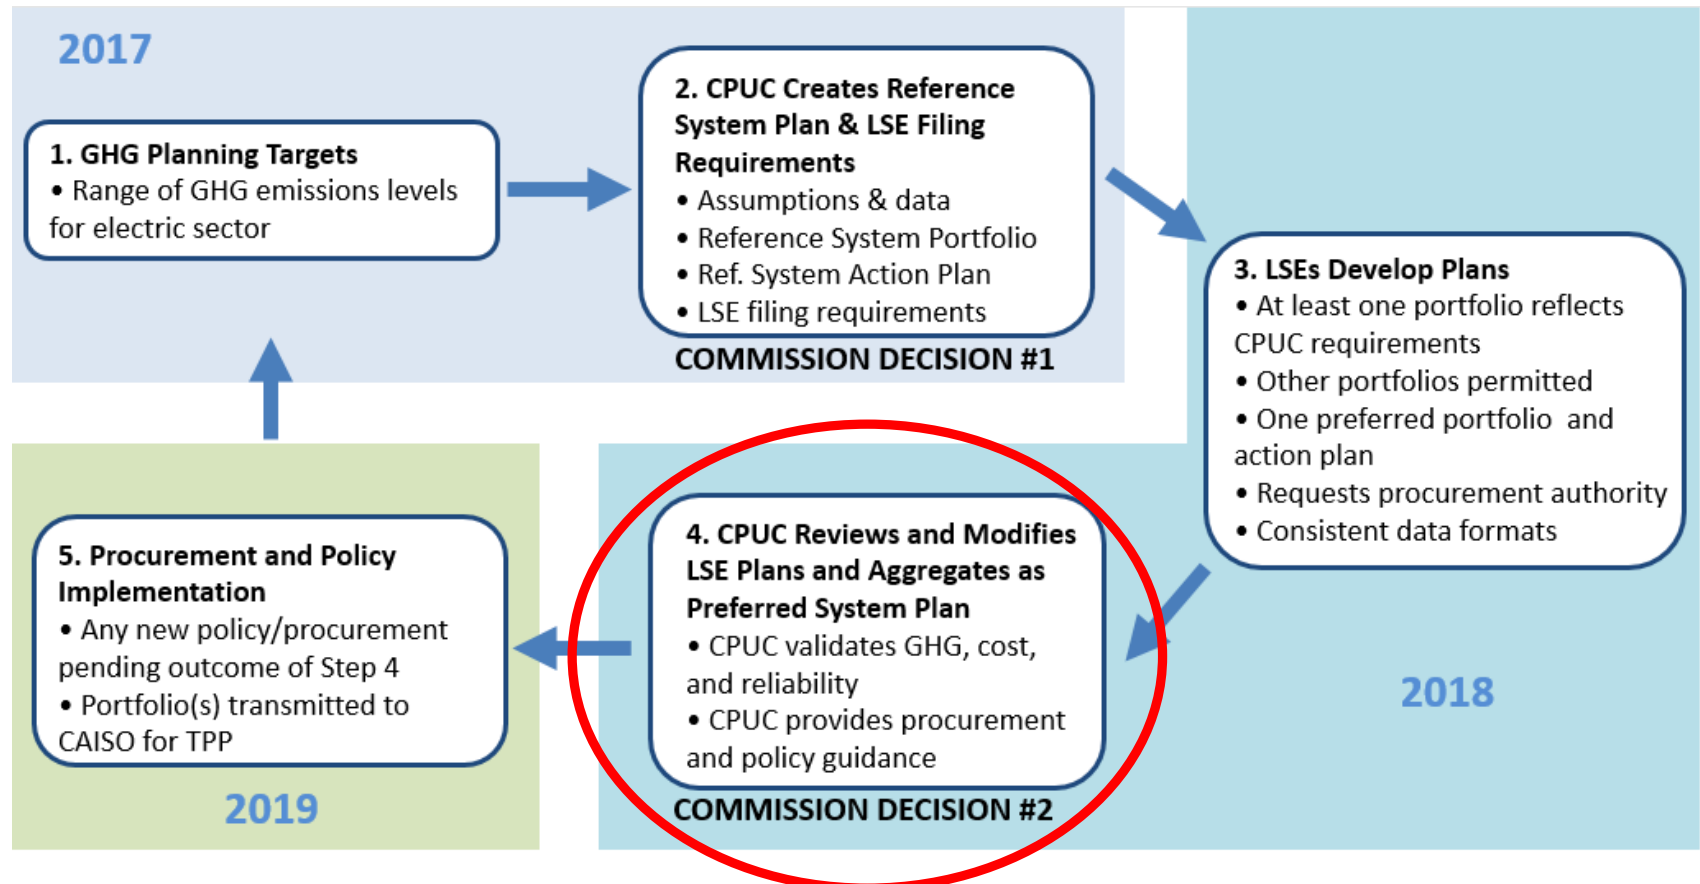 2017
1. GHG Planning Targets
• Range of GHG emissions levels
for electric sector
2. CPUC Creates Reference
System Plan & LSE Filing
Requirements
• Assumptions & data
• Reference System Portfolio
• Ref. System Action Plan
• LSE filing requirements
COMMISSION DECISION #1
3. LSEs Develop Plans
• At least one portfolio reflects
CPUC requirements
• Other portfolios permitted
• One preferred portfolio and
action plan
• Requests procurement authority
• Consistent data formats
2018
4. CPUC Reviews and Modifies
LSE Plans and Aggregates as
Preferred System Plan
• CPUC validates GHG, cost,
and reliability
• CPUC provides procurement
and policy guidance
COMMISSION DECISION #2
5. Procurement and Policy
Implementation
• Any new policy/procurement
pending outcome of Step 4
• Portfolio(s) transmitted to
CAISO for TPP
2019